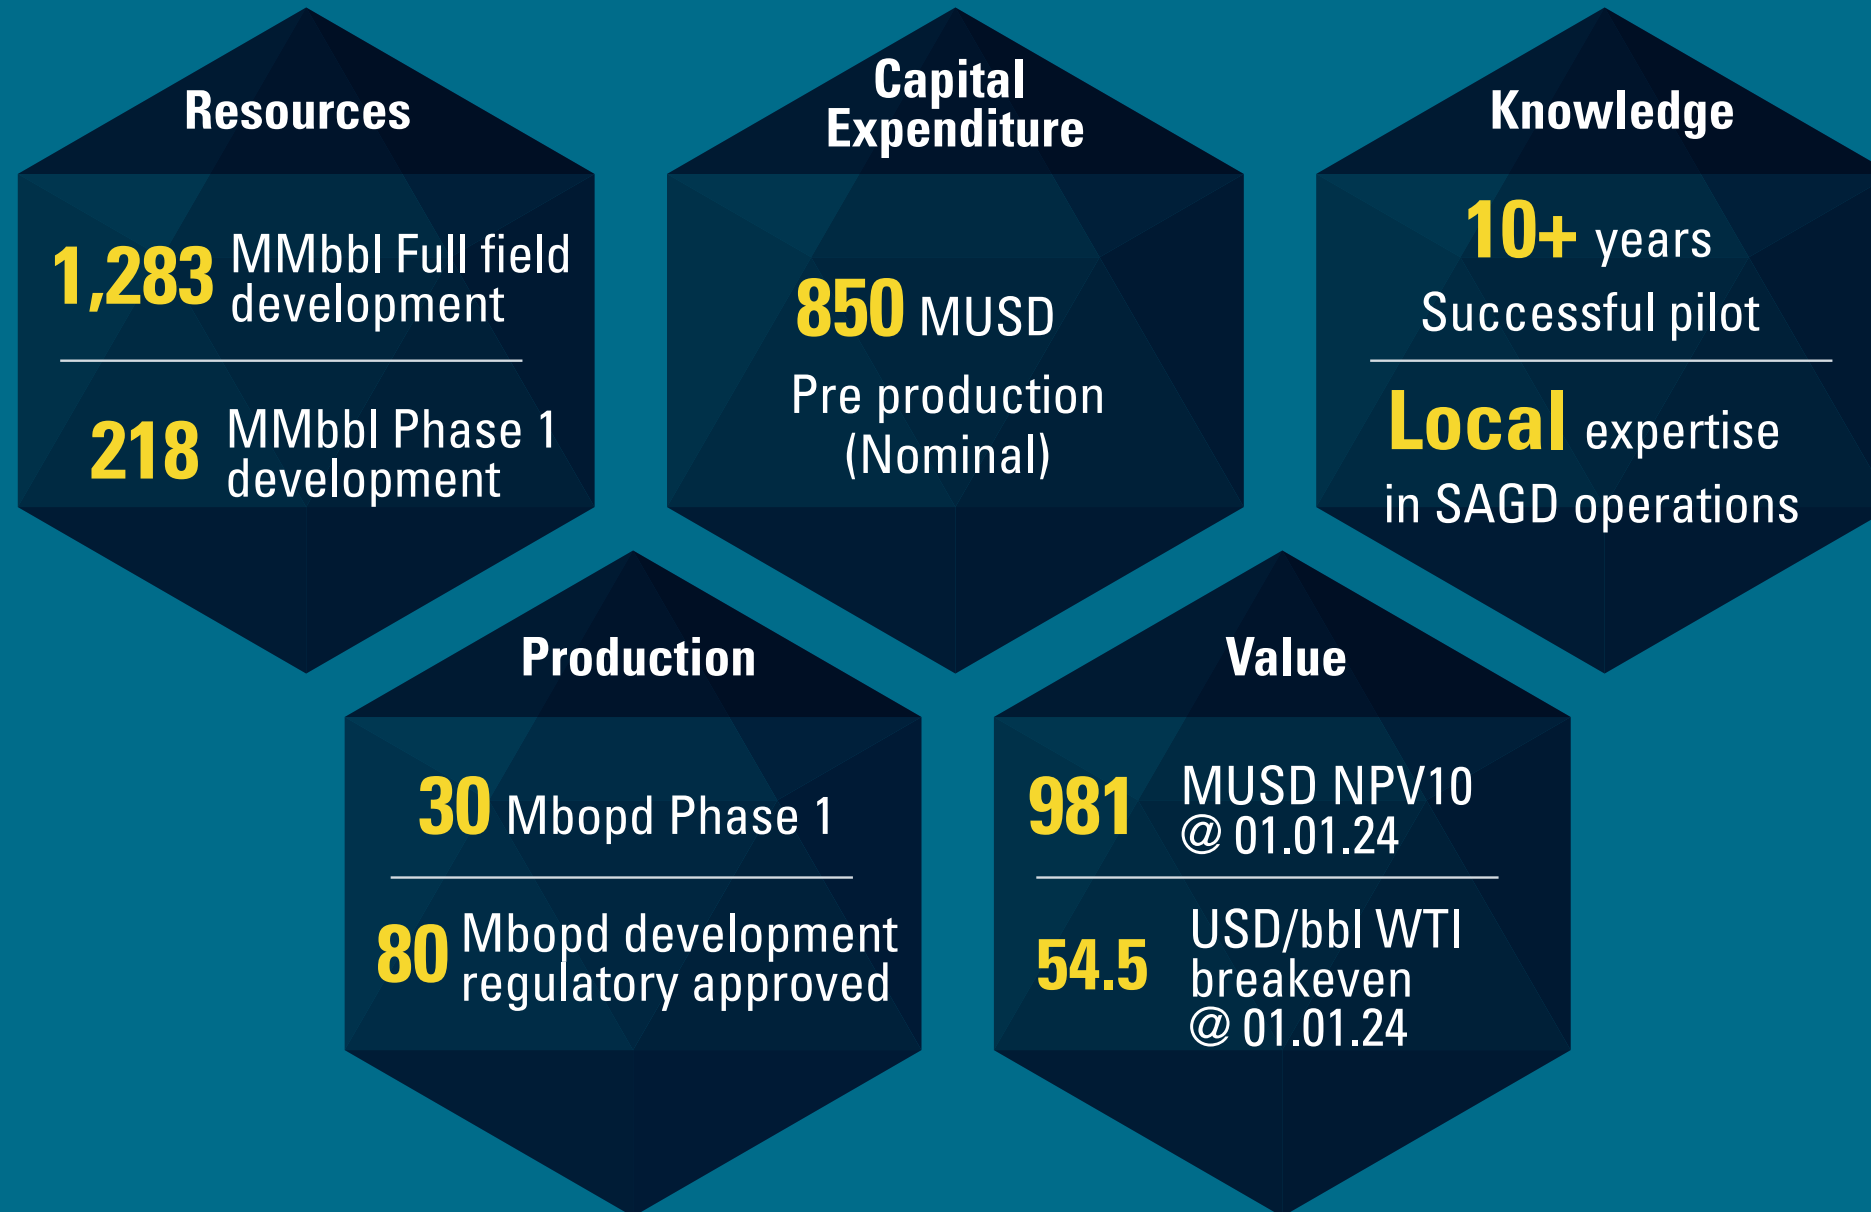 Resources
1,283 MMbbl Full field
development
218 MMbbl Phase 1
development
Capital
Expenditure
850 MUSD
Pre production
(Nominal)
Knowledge
10+ years
Successful pilot
Local expertise
in SAGD operations
Production
30 Mbopd Phase 1
80 Mbopd development
regulatory approved
Value
981 MUSD NPV10
@ 01.01.24
54.5 USD/bbl WTI
breakeven
@ 01.01.24